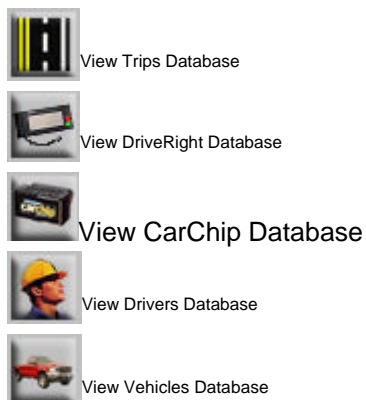 View Trips Database
View DriveRight Database
View CarChip Database
View Drivers Database
View Vehicles Database